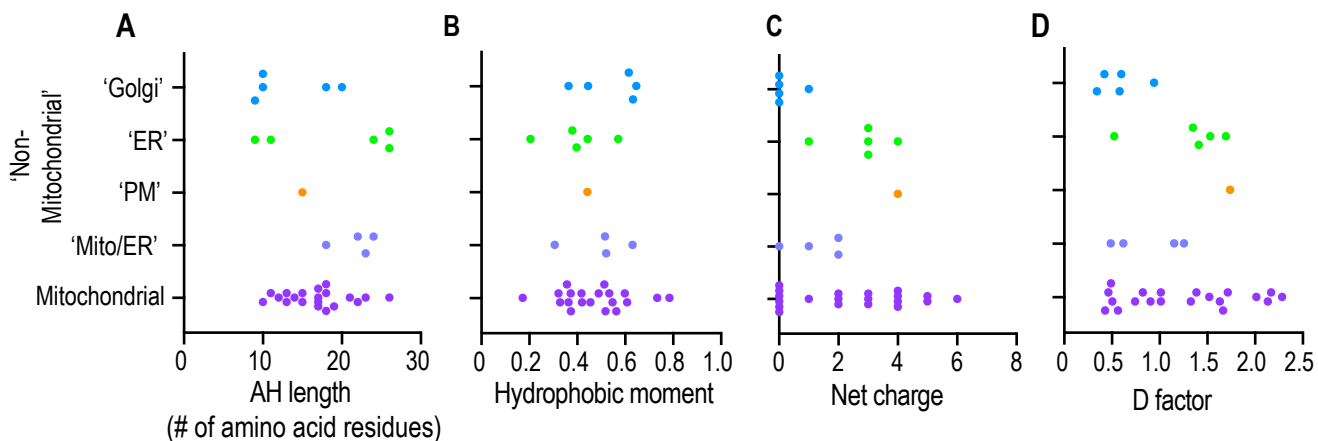 A
B
C
D
'Non-
Mitochondrial'
'Golgi'
'ER'
'PM'
'Mito/ER'
Mitochondrial
0 10 20 30
AH length
(# of amino acid residues)
0 0.2 0.4 0.6 0.8 1.0
Hydrophobic moment
0 2 4 6 8
Net charge
0 0.5 1.0 1.5 2.0 2.5
D factor